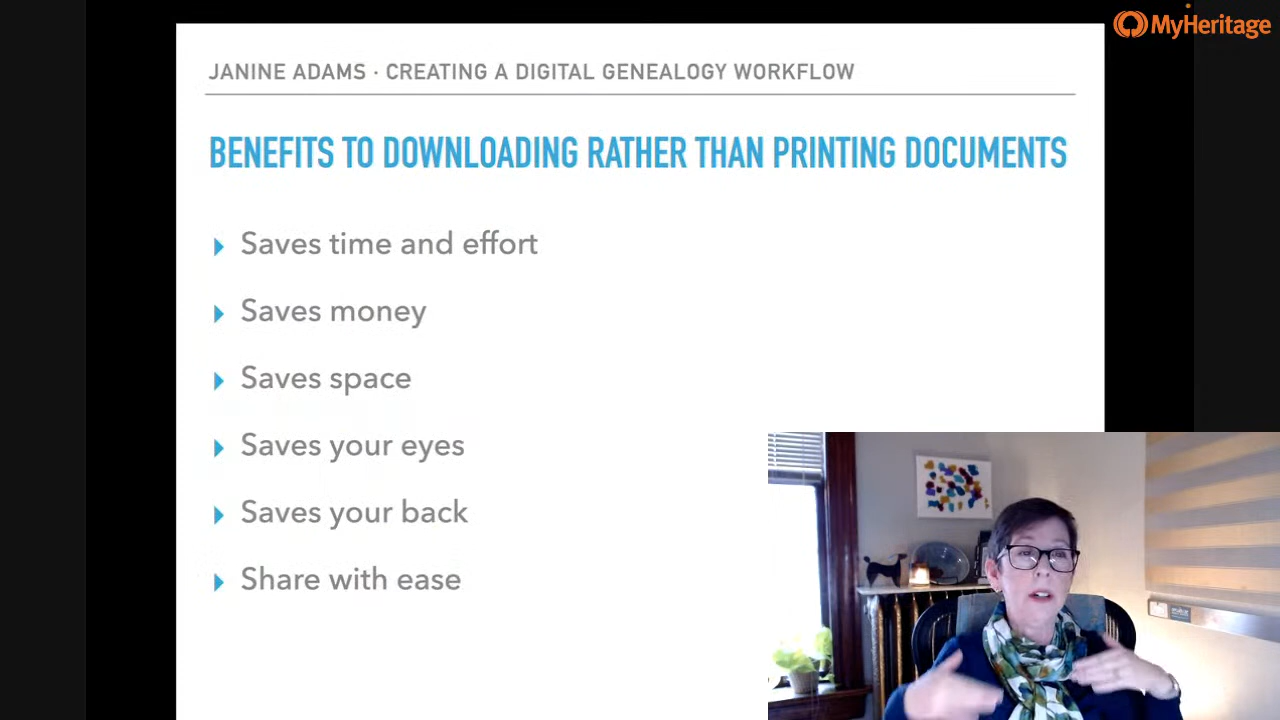 MyHeritage
JANINE ADAMS · CREATING A DIGITAL GENEALOGY WORKFLOW
BENEFITS TO DOWNLOADING RATHER THAN PRINTING DOCUMENTS
Saves time and effort
Saves money
Saves space
Saves your eyes
Saves your back
Share with ease